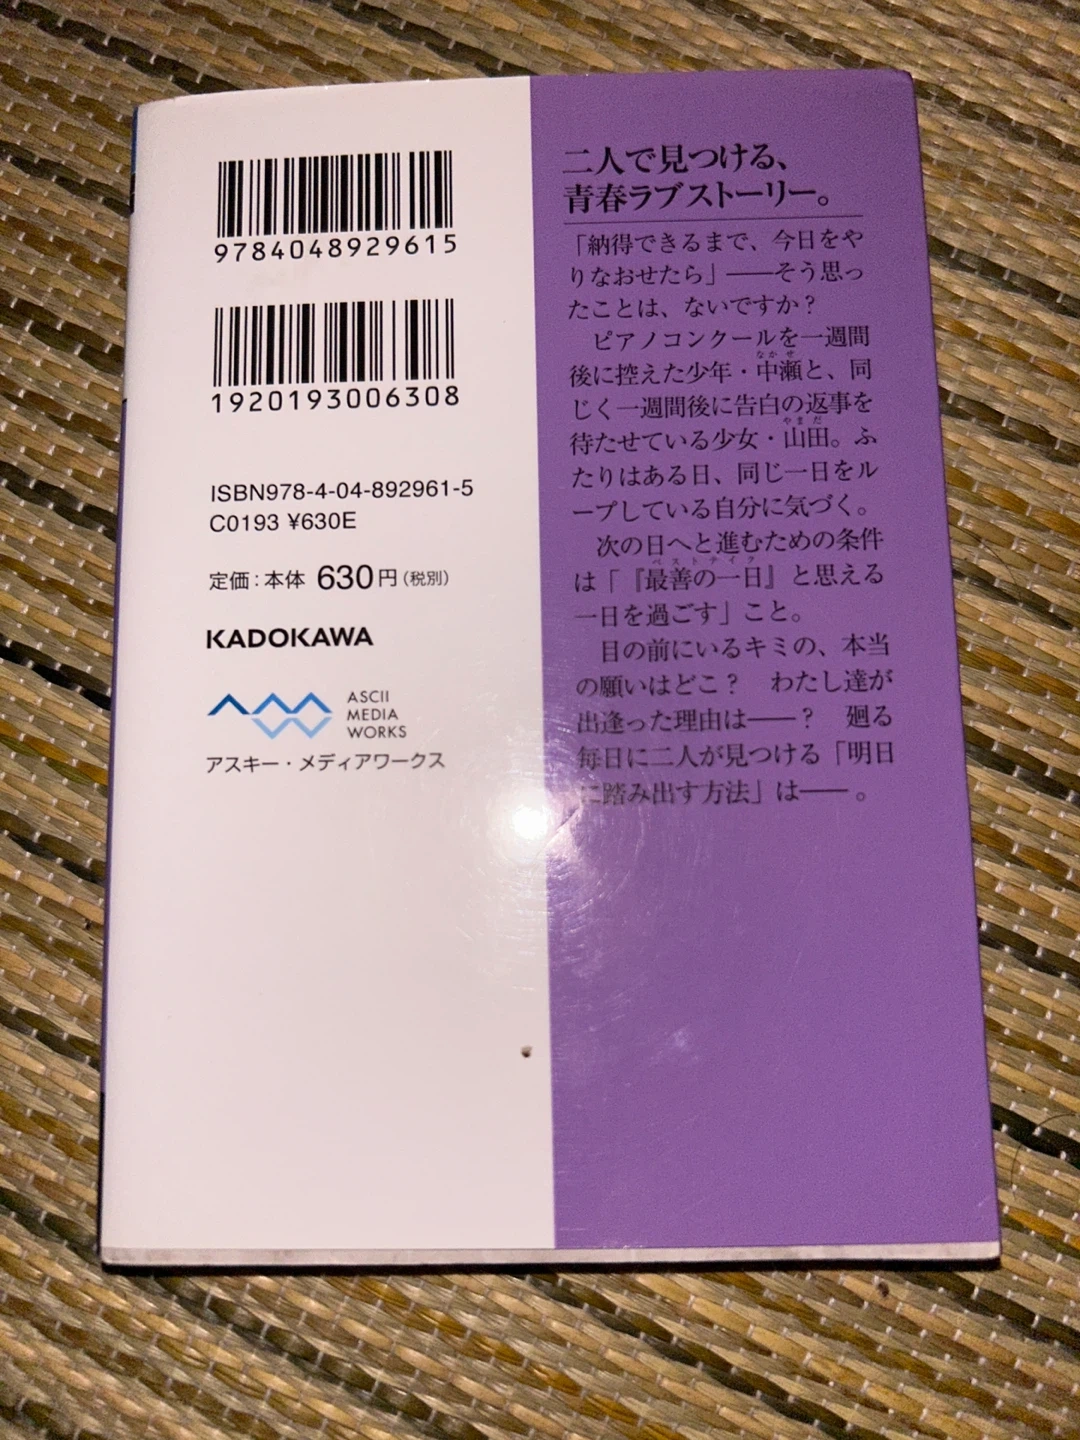 9784048929615
1920193006308
ISBN978-4-04-892961-5
C0193 ¥630E
定価：本体 630円（税別）
KADOKAWA
ASCII
MEDIA
WORKS
アスキー・メディアワークス
二人で見つける、
青春ラブストーリー。
「納得できるまで、今日をや
りなおせたら」――そう思っ
たことは、ないですか？
ピアノコンクールを一週間
なかせ
後に控えた少年・中瀬と、同
じく一週間後に告白の返事を
やまだ
待たせている少女・山田。ふ
たりはある日、同じ一日をル
ープしている自分に気づく。
次の日へと進むための条件
ベストデイズ
は「『最善の一日』と思える
一日を過ごす」こと。
目の前にいるキミの、本当
の願いはどこ？　わたし達が
出逢った理由は――？　廻る
毎日に二人が見つける「明日
に踏み出す方法」は――。